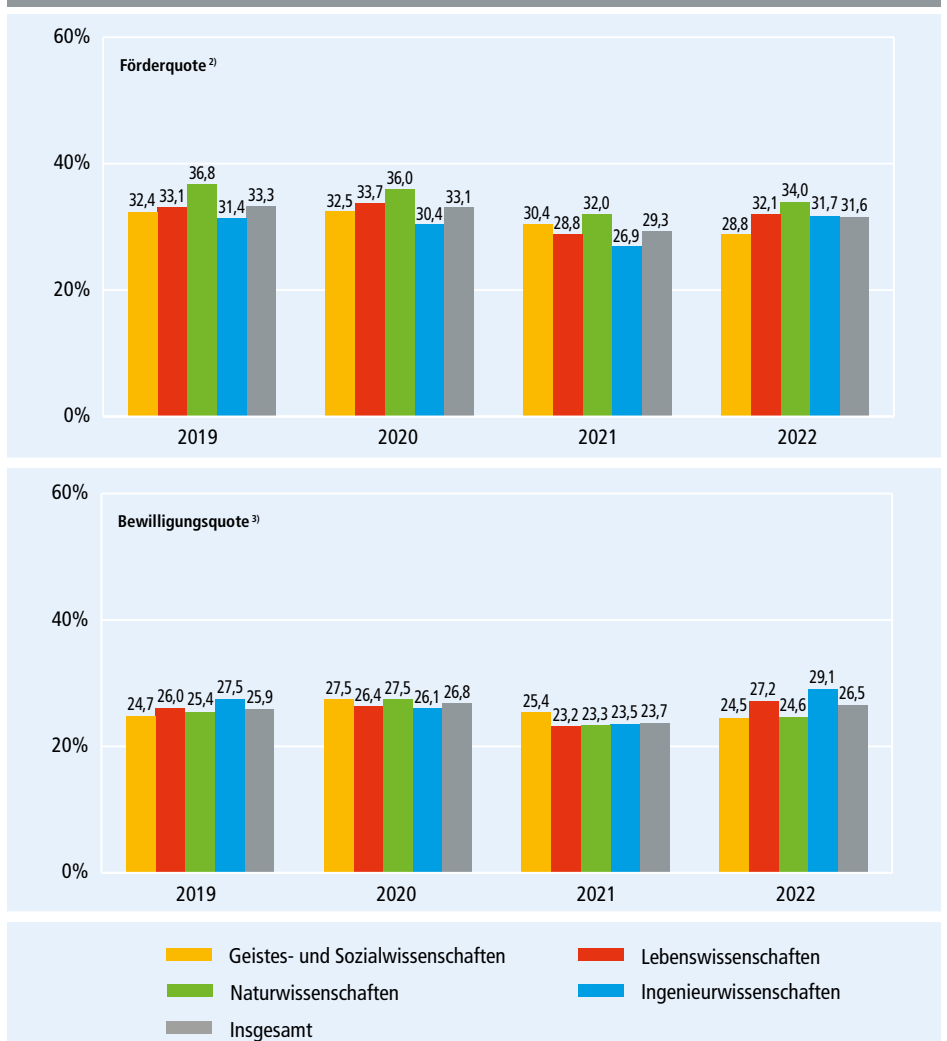 60%
Förderquote 2)
40%
32,4 33,1 36,8 31,4 33,3
32,5 33,7 36,0 30,4 33,1
30,4 28,8 32,0 26,9 29,3
28,8 32,1 34,0 31,7 31,6
20%
0%
2019 2020 2021 2022
60%
Bewilligungsquote 3)
40%
24,7 26,0 25,4 27,5 25,9
27,5 26,4 27,5 26,1 26,8
25,4 23,2 23,3 23,5 23,7
24,5 27,2 24,6 29,1 26,5
20%
0%
2019 2020 2021 2022
Geistes- und Sozialwissenschaften Lebenswissenschaften
Naturwissenschaften Ingenieurwissenschaften
Insgesamt